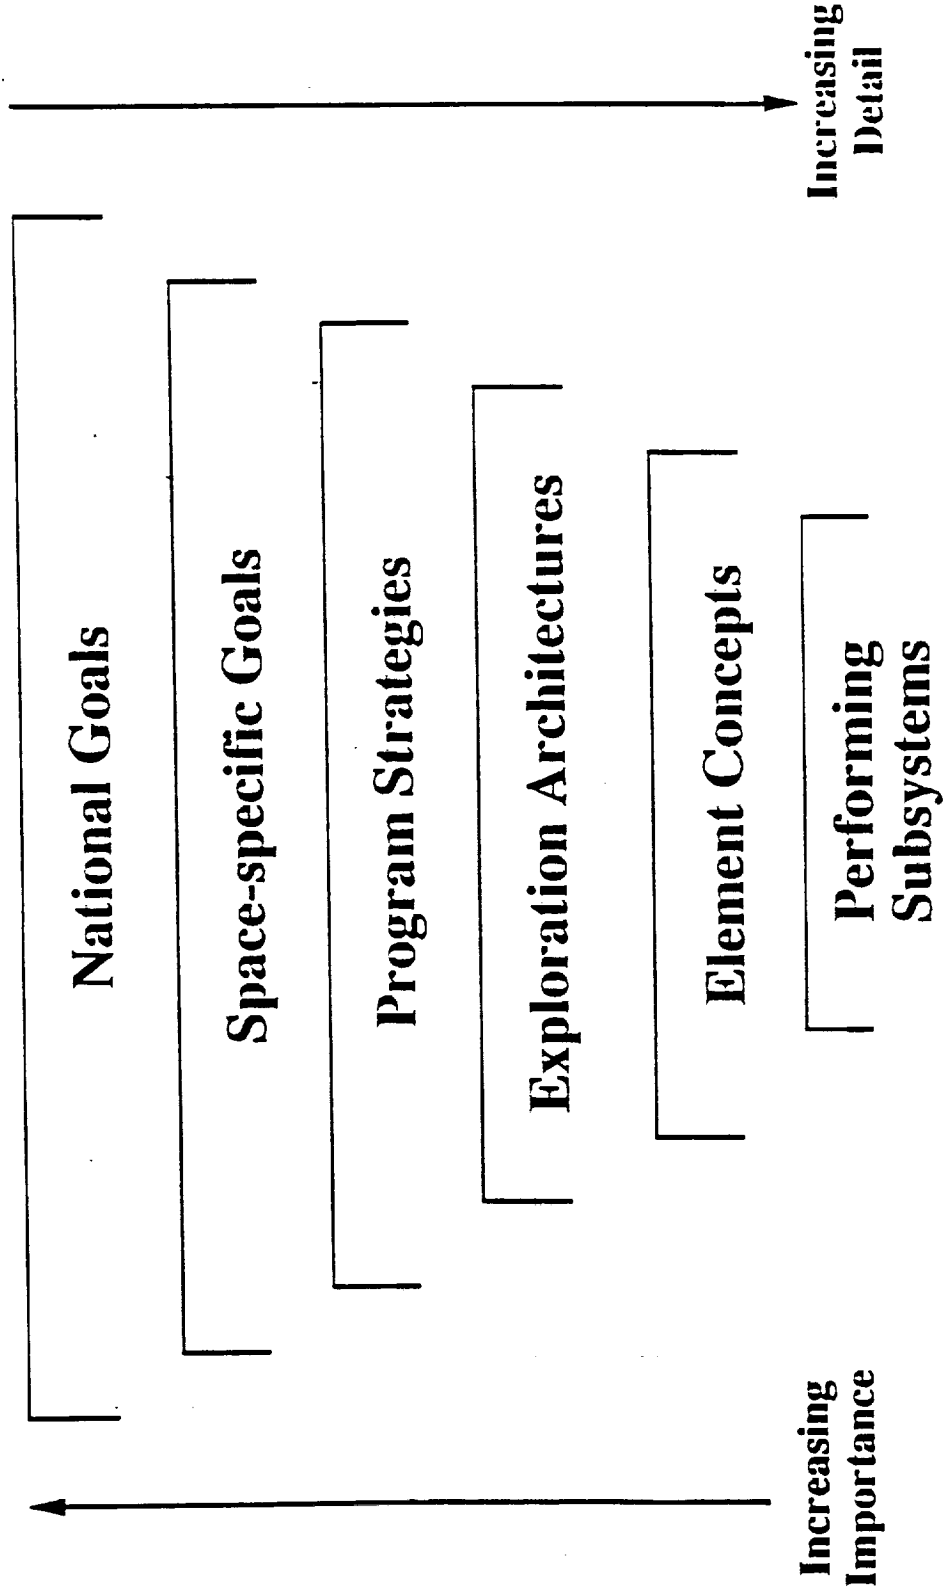 National Goals
Space-specific Goals
Program Strategies
Exploration Architectures
Element Concepts
Performing
Subsystems
Increasing
Importance
Increasing
Detail